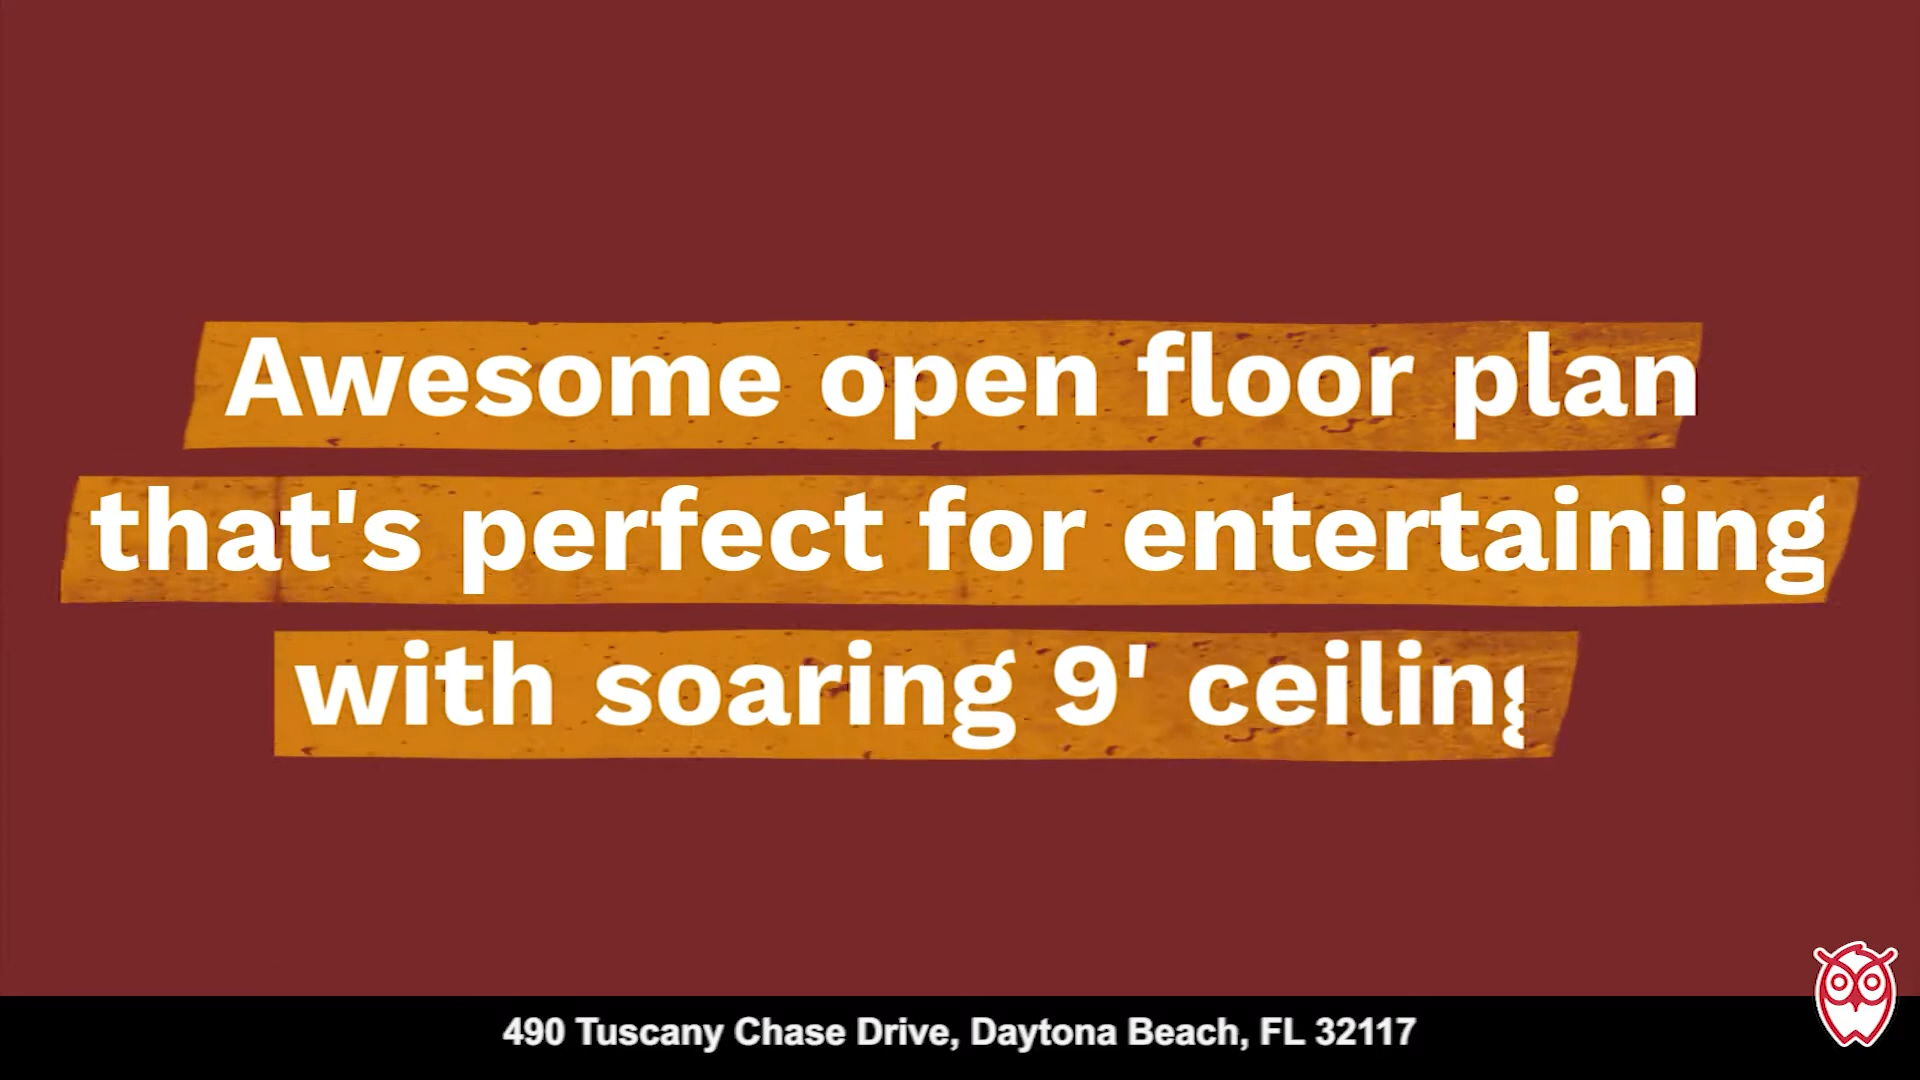 Awesome open floor plan
that's perfect for entertaining
with soaring 9' ceiling
490 Tuscany Chase Drive, Daytona Beach, FL 32117